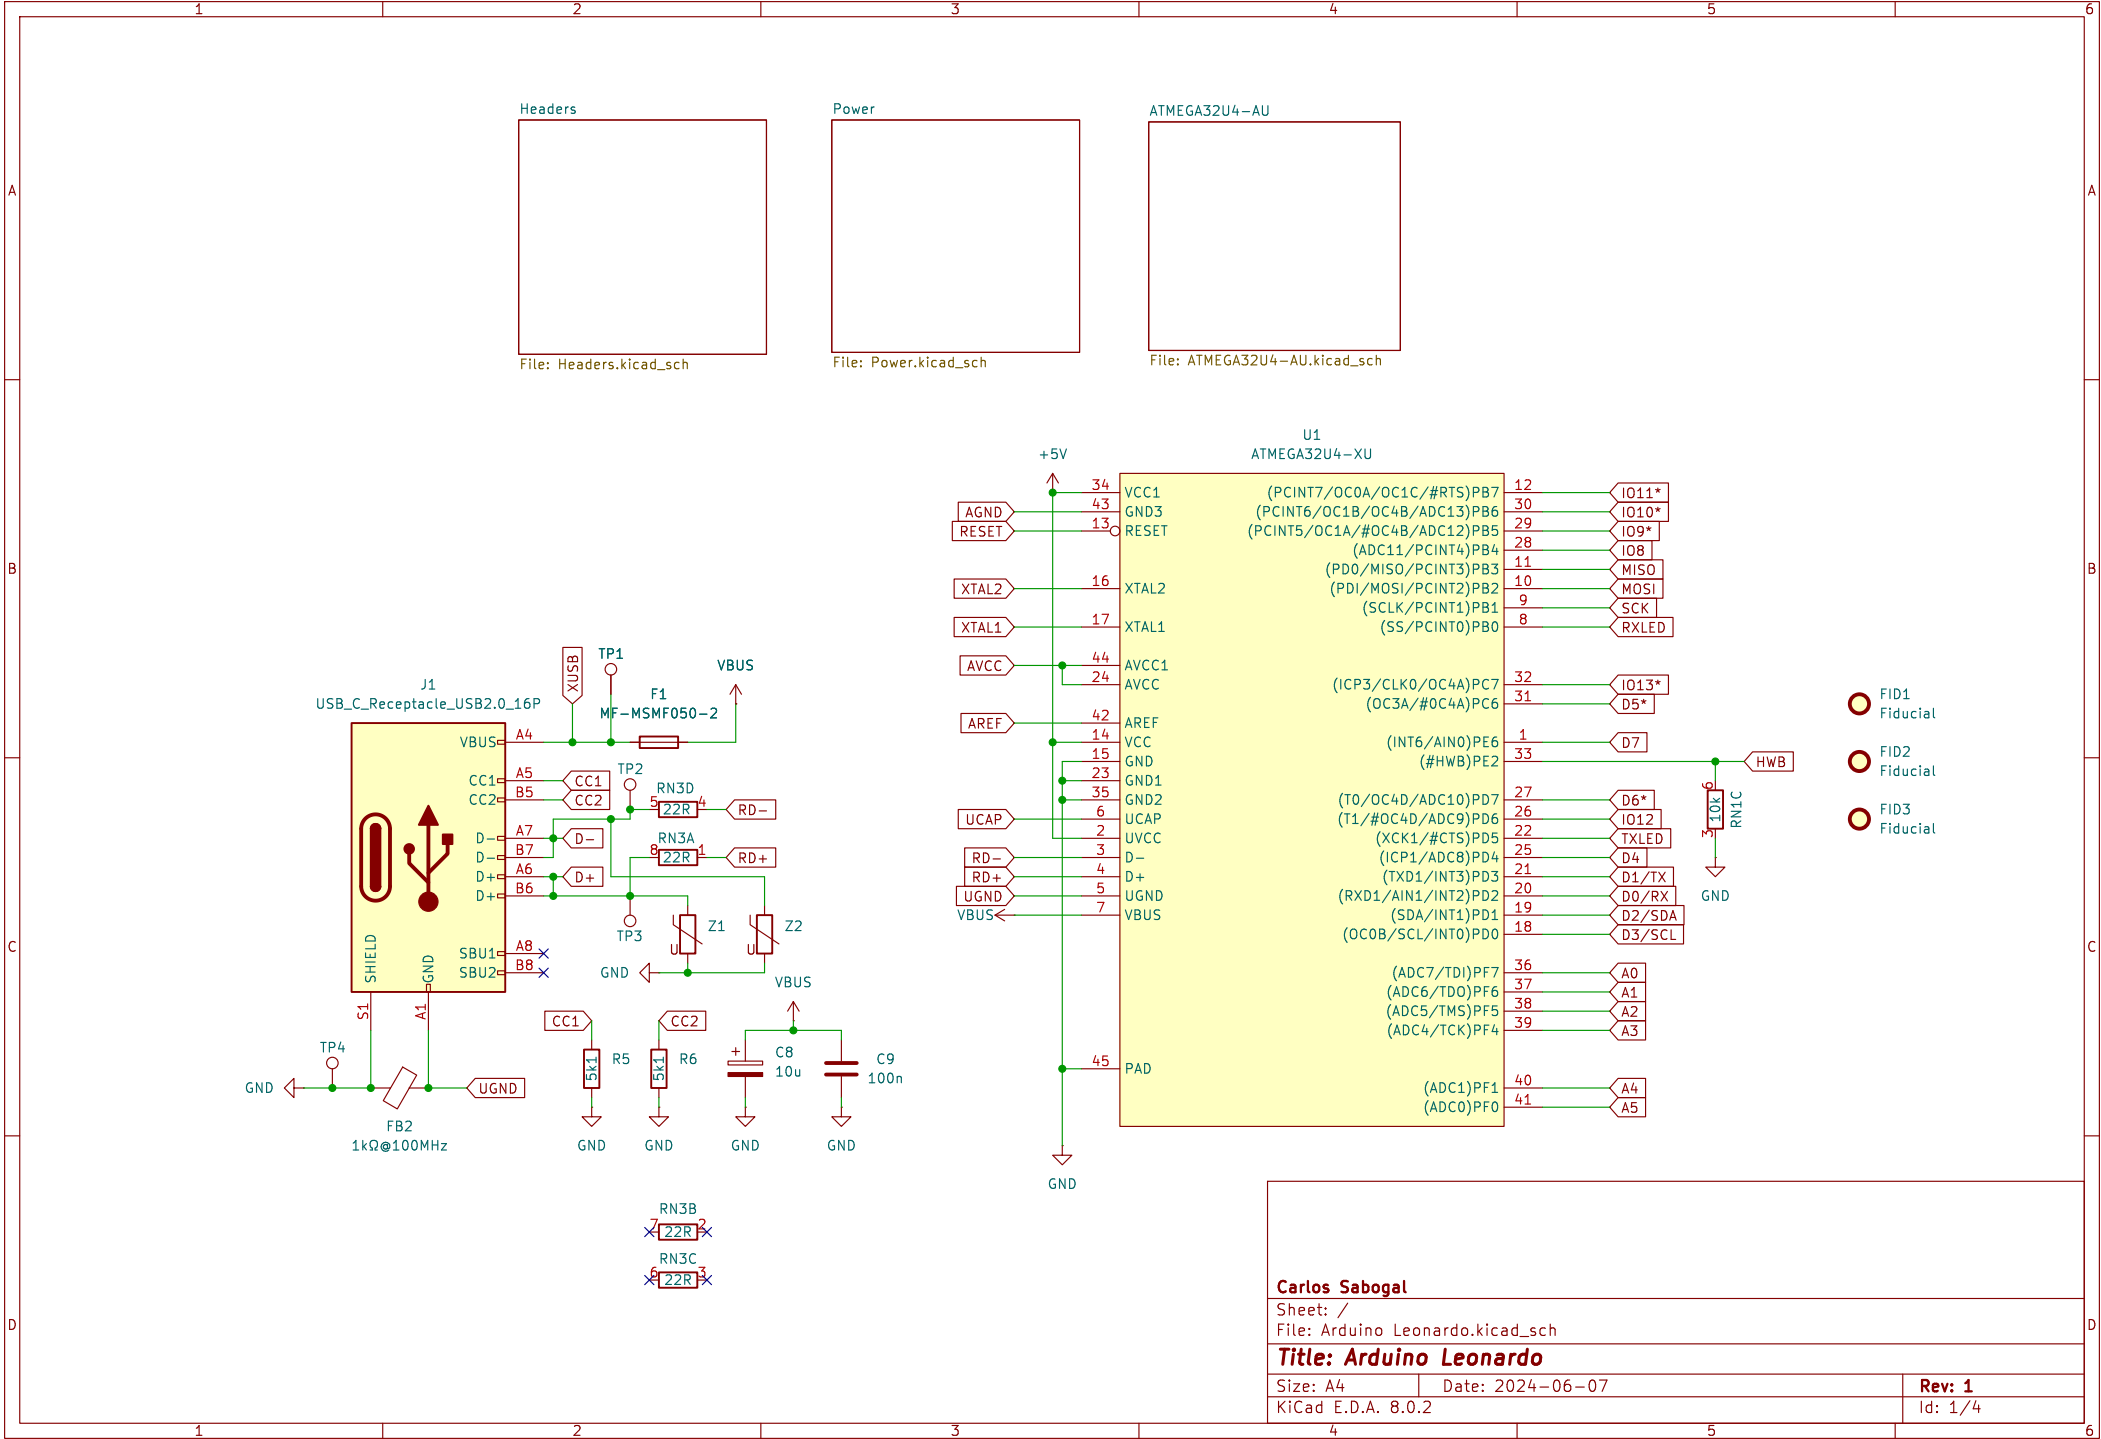 1 2 3 4 5 6
A A
B B
C C
D D
Headers
File: Headers.kicad_sch
Power
File: Power.kicad_sch
ATMEGA32U4-AU
File: ATMEGA32U4-AU.kicad_sch
J1
USB_C_Receptacle_USB2.0_16P
VBUS A4
CC1 A5
CC2 B5
D- A7
D- B7
D+ A6
D+ B6
SBU1 A8
SBU2 B8
SHIELD S1
GND A1
XUSB
TP1
F1
MF-MSMF050-2
VBUS
CC1
CC2
TP2
RN3D
5 22R 4
RD-
D-
RN3A
8 22R 1
RD+
D+
TP3
Z1
U
Z2
U
GND
TP4
GND
UGND
FB2
1kΩ@100MHz
CC1
R5
5k1
GND
CC2
R6
5k1
GND
VBUS
+
C8
10u
GND
C9
100n
GND
RN3B
7 22R 2
RN3C
6 22R 3
U1
ATMEGA32U4-XU
+5V
34 VCC1
AGND 43 GND3
RESET 13 RESET
XTAL2 16 XTAL2
XTAL1 17 XTAL1
AVCC 44 AVCC1
24 AVCC
AREF 42 AREF
14 VCC
15 GND
23 GND1
35 GND2
UCAP 6 UCAP
2 UVCC
RD- 3 D-
RD+ 4 D+
UGND 5 UGND
VBUS 7 VBUS
45 PAD
GND
(PCINT7/OC0A/OC1C/#RTS)PB7 12 IO11*
(PCINT6/OC1B/OC4B/ADC13)PB6 30 IO10*
(PCINT5/OC1A/#OC4B/ADC12)PB5 29 IO9*
(ADC11/PCINT4)PB4 28 IO8
(PD0/MISO/PCINT3)PB3 11 MISO
(PDI/MOSI/PCINT2)PB2 10 MOSI
(SCLK/PCINT1)PB1 9 SCK
(SS/PCINT0)PB0 8 RXLED
(ICP3/CLK0/OC4A)PC7 32 IO13*
(OC3A/#0C4A)PC6 31 D5*
(INT6/AIN0)PE6 1 D7
(#HWB)PE2 33 HWB
(T0/OC4D/ADC10)PD7 27 D6*
(T1/#OC4D/ADC9)PD6 26 IO12
(XCK1/#CTS)PD5 22 TXLED
(ICP1/ADC8)PD4 25 D4
(TXD1/INT3)PD3 21 D1/TX
(RXD1/AIN1/INT2)PD2 20 D0/RX
(SDA/INT1)PD1 19 D2/SDA
(OC0B/SCL/INT0)PD0 18 D3/SCL
(ADC7/TDI)PF7 36 A0
(ADC6/TDO)PF6 37 A1
(ADC5/TMS)PF5 38 A2
(ADC4/TCK)PF4 39 A3
(ADC1)PF1 40 A4
(ADC0)PF0 41 A5
6 10k 3
RN1C
GND
FID1
Fiducial
FID2
Fiducial
FID3
Fiducial
Carlos Sabogal
Sheet: /
File: Arduino Leonardo.kicad_sch
Title: Arduino Leonardo
Size: A4 Date: 2024-06-07 Rev: 1
KiCad E.D.A. 8.0.2 Id: 1/4
1 2 3 4 5 6